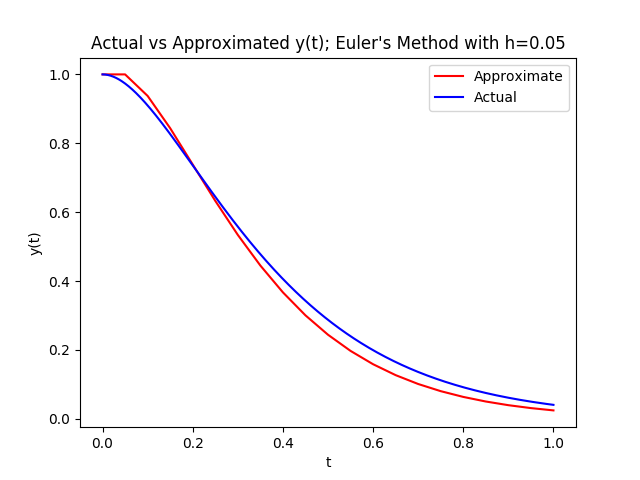 Actual vs Approximated y(t); Euler's Method with h=0.05
Approximate
Actual
y(t)
1.0
0.8
0.6
0.4
0.2
0.0
0.0 0.2 0.4 0.6 0.8 1.0
t